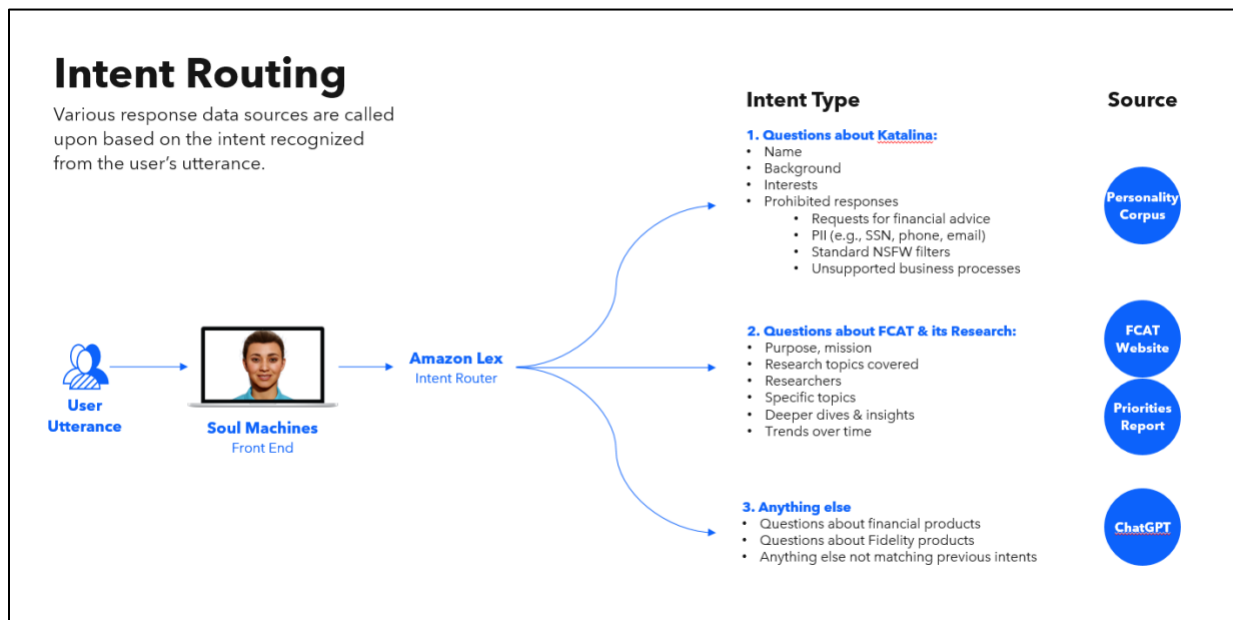 Intent Routing
Various response data sources are called
upon based on the intent recognized
from the user's utterance.
Intent Type
Source
1. Questions about Katalina:
• Name
• Background
• Interests
• Prohibited responses
• Requests for financial advice
• PII (e.g., SSN, phone, email)
• Standard NSFW filters
• Unsupported business processes
Personality
Corpus
User
Utterance
Soul Machines
Front End
Amazon Lex
Intent Router
2. Questions about FCAT & its Research:
• Purpose, mission
• Research topics covered
• Researchers
• Specific topics
• Deeper dives & insights
• Trends over time
FCAT
Website
Priorities
Report
3. Anything else
• Questions about financial products
• Questions about Fidelity products
• Anything else not matching previous intents
ChatGPT